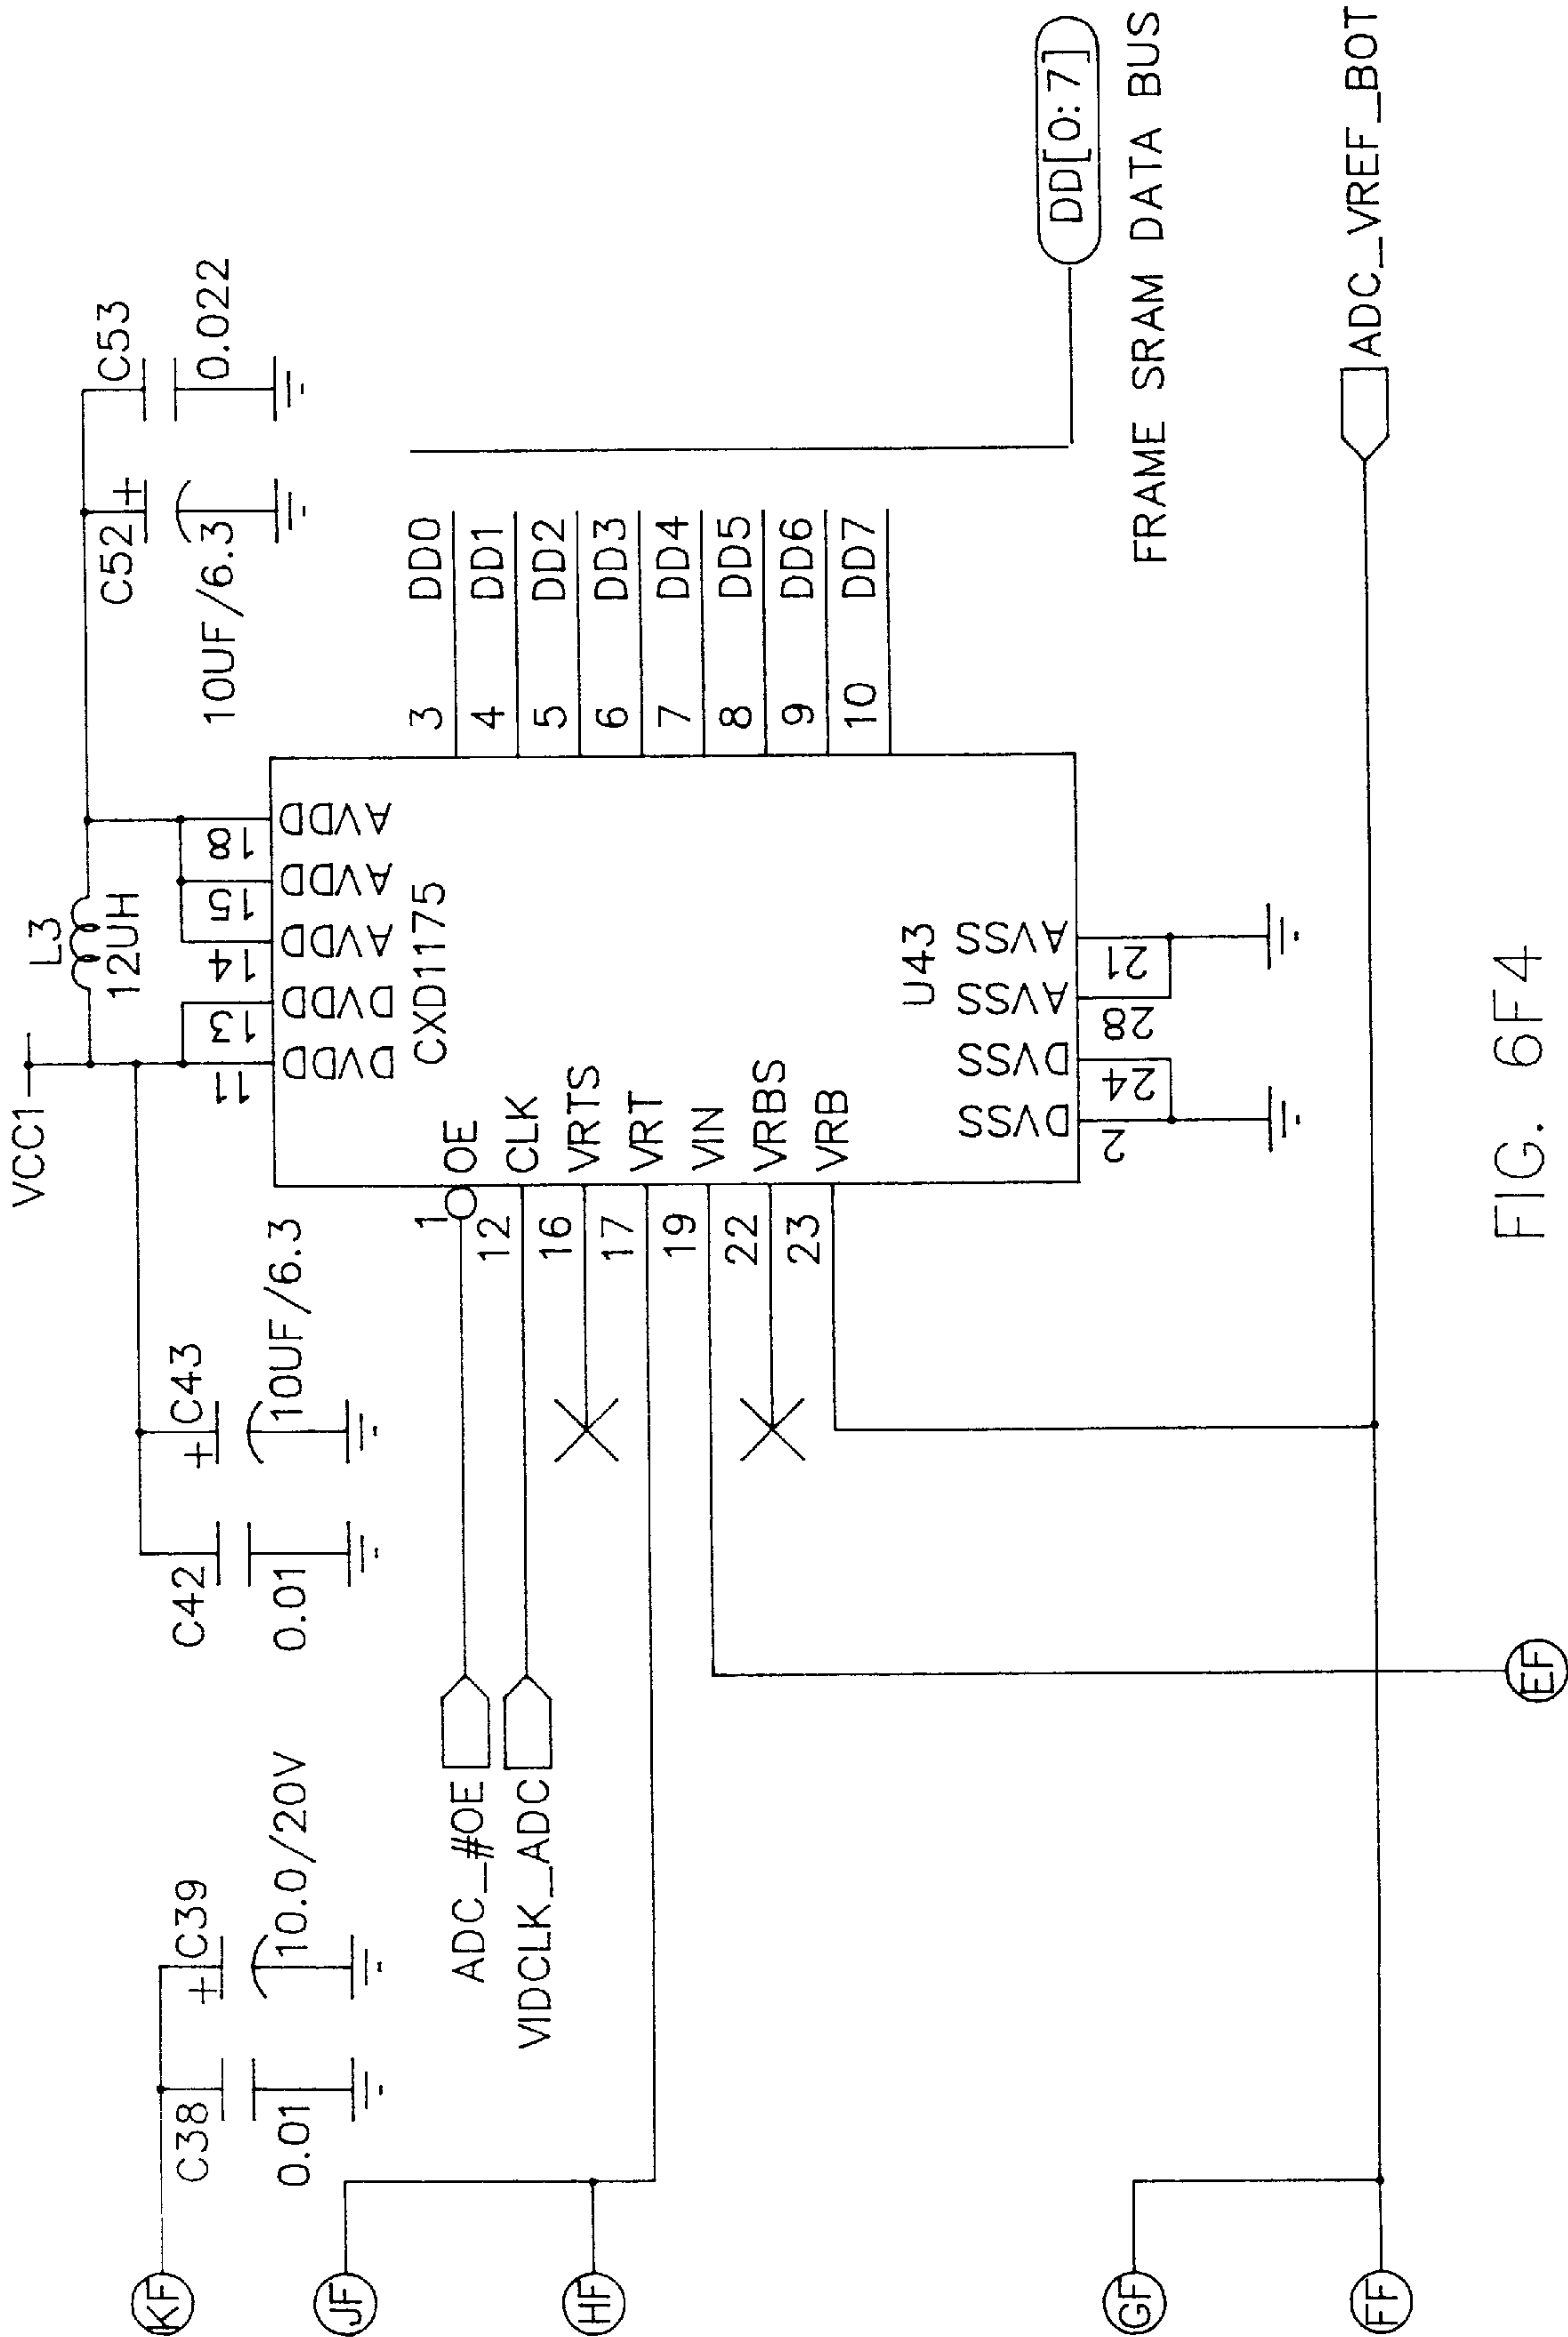 VCC1
L3
12UH
C53
0.022
C52 +
10UF/6.3
+ C43
10UF/6.3
C42
0.01
+ C39
10.0/20V
C38
0.01
KF
JF
HF
GF
FF
EF
11 13 14 15 18
DVDD DVDD AVDD AVDD AVDD
CXD1175
ADC_#OE
VIDCLK_ADC
1 OE
12 CLK
16 VRTS
17 VRT
19 VIN
22 VRBS
23 VRB
3 DD0
4 DD1
5 DD2
6 DD3
7 DD4
8 DD5
9 DD6
10 DD7
U43
DVSS DVSS AVSS AVSS
2 24 28 21
DD[0:7]
FRAME SRAM DATA BUS
ADC_VREF_BOT
FIG. 6F4